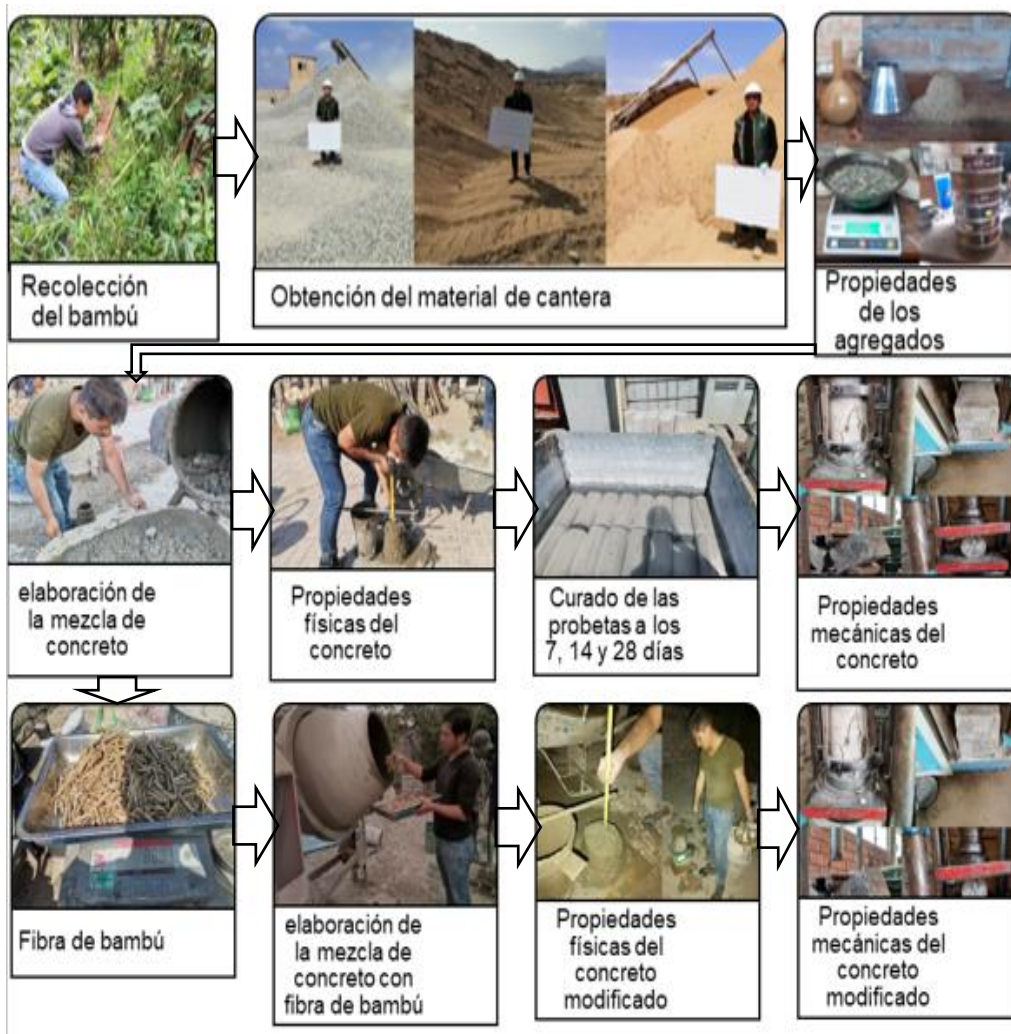 Recolección
del bambú
Obtención del material de cantera
Propiedades
de los
agregados
elaboración de
la mezcla de
concreto
Propiedades
físicas del
concreto
Curado de las
probetas a los
7, 14 y 28 días
Propiedades
mecánicas del
concreto
Fibra de bambú
elaboración de
la mezcla de
concreto con
fibra de bambú
Propiedades
físicas del
concreto
modificado
Propiedades
mecánicas del
concreto
modificado